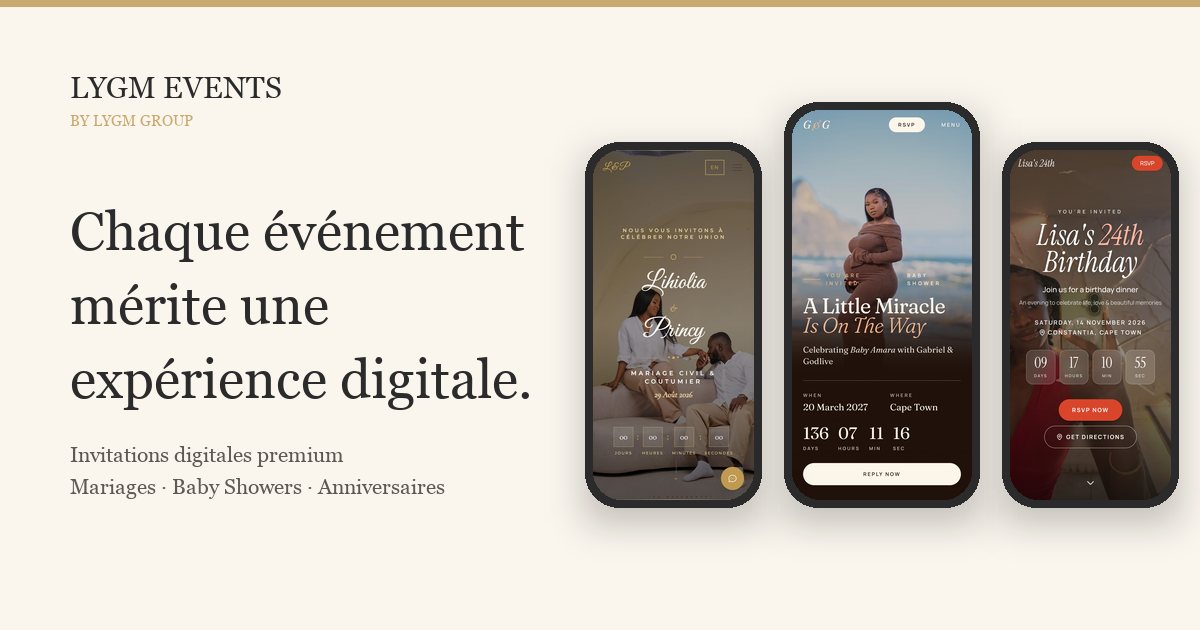 LYGM EVENTS
BY LYGM GROUP
Chaque événement
mérite une
expérience digitale.
Invitations digitales premium
Mariages · Baby Showers · Anniversaires
L&P
EN
NOUS VOUS INVITONS À
CÉLÉBRER NOTRE UNION
Lihiolia
&
Princy
MARIAGE CIVIL &
COUTUMIER
29 Août 2026
00 : 00 : 00 : 00
JOURS HEURES MINUTES SECONDES
G&G
RSVP
MENU
YOU ARE
INVITED
BABY
SHOWER
A Little Miracle
Is On The Way
Celebrating Baby Amara with Gabriel &
Godlive
WHEN
20 March 2027
WHERE
Cape Town
136 07 11 16
DAYS HOURS MIN SEC
REPLY NOW
Lisa's 24th
RSVP
YOU'RE INVITED
Lisa's 24th
Birthday
Join us for a birthday dinner
An evening to celebrate life, love & beautiful memories
SATURDAY, 14 NOVEMBER 2026
CONSTANTIA, CAPE TOWN
09 17 10 55
DAYS HOURS MIN SEC
RSVP NOW
GET DIRECTIONS